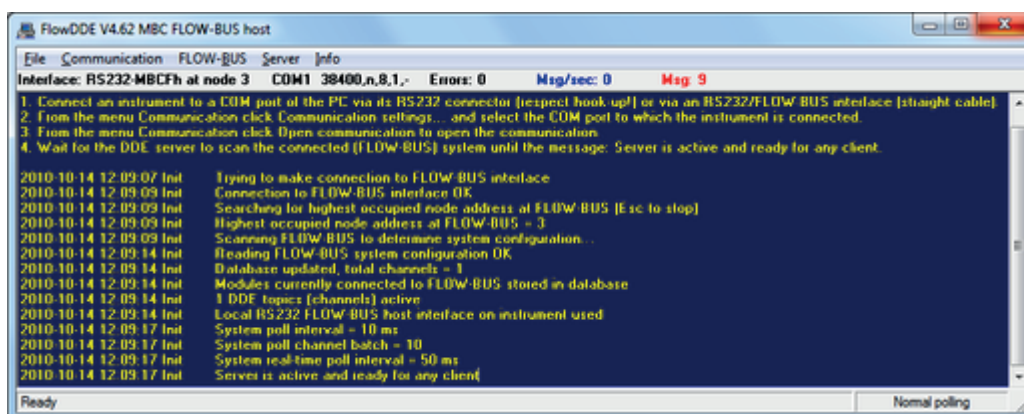 FlowDDE V4.62 MBC FLOW-BUS host
File Communication FLOW-BUS Server Info
Interface: RS232-MBCFh at node 3 COM1 38400,n,8,1,- Errors: 0 Msg/sec: 0 Msg: 9
1. Connect an instrument to a COM port of the PC via its RS232 connector (respect hook up!) or via an RS232/FLOW-BUS interface (straight cable).
2. From the menu Communication click Communication settings... and select the COM port to which the instrument is connected.
3. From the menu Communication click Open communication to open the communication
4. Wait for the DDE server to scan the connected (FLOW-BUS) system until the message: Server is active and ready for any client.
2010-10-14 12:09:07 Init Trying to make connection to FLOW-BUS interface
2010-10-14 12:09:09 Init Connection to FLOW-BUS interface OK
2010-10-14 12:09:09 Init Searching for highest occupied node address at FLOW-BUS (Esc to stop)
2010-10-14 12:09:09 Init Highest occupied node address at FLOW-BUS = 3
2010-10-14 12:09:09 Init Scanning FLOW-BUS to determine system configuration...
2010-10-14 12:09:14 Init Reading FLOW-BUS system configuration OK
2010-10-14 12:09:14 Init Database updated, total channels = 1
2010-10-14 12:09:14 Init Modules currently connected to FLOW-BUS stored in database
2010-10-14 12:09:14 Init 1 DDE topics (channels) active
2010-10-14 12:09:14 Init Local RS232 FLOW-BUS host interface on instrument used
2010-10-14 12:09:17 Init System poll interval = 10 ms
2010-10-14 12:09:17 Init System poll channel batch = 10
2010-10-14 12:09:17 Init System real-time poll interval = 50 ms
2010-10-14 12:09:17 Init Server is active and ready for any client
Ready Normal polling